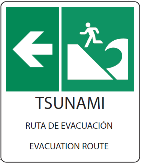 TSUNAMI
RUTA DE EVACUACIÓN
EVACUATION ROUTE